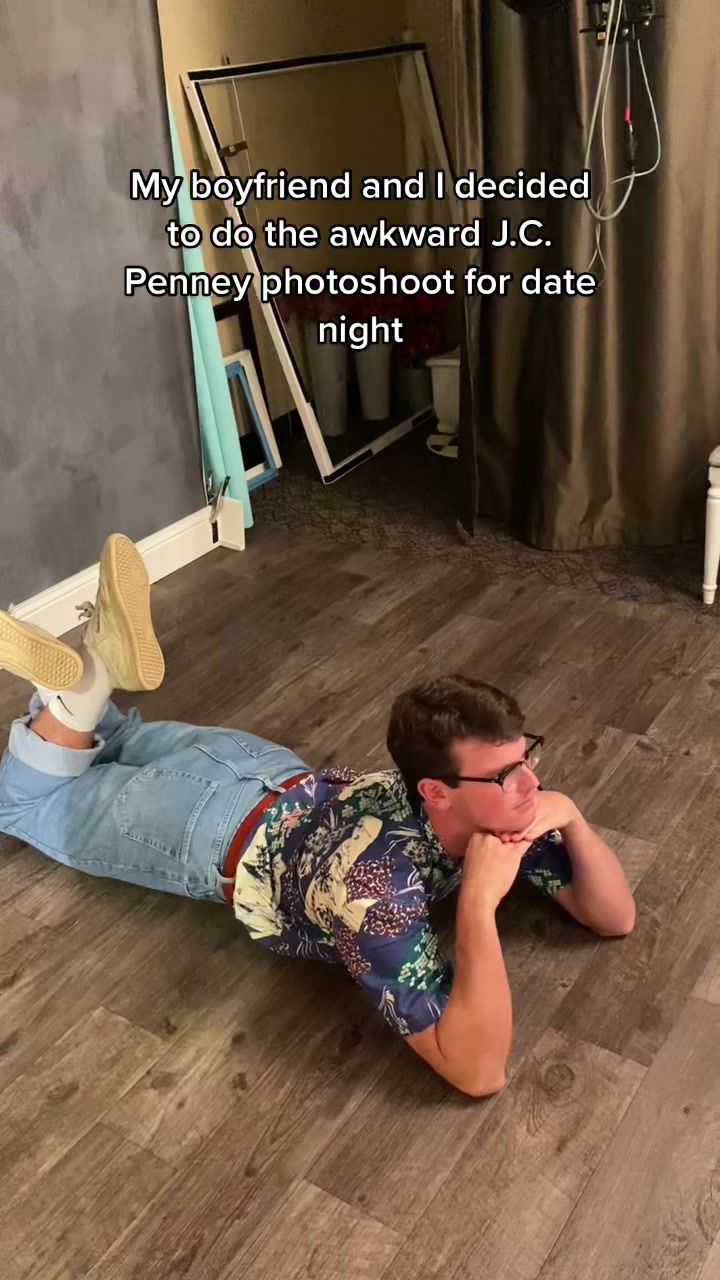 My boyfriend and I decided
to do the awkward J.C.
Penney photoshoot for date
night